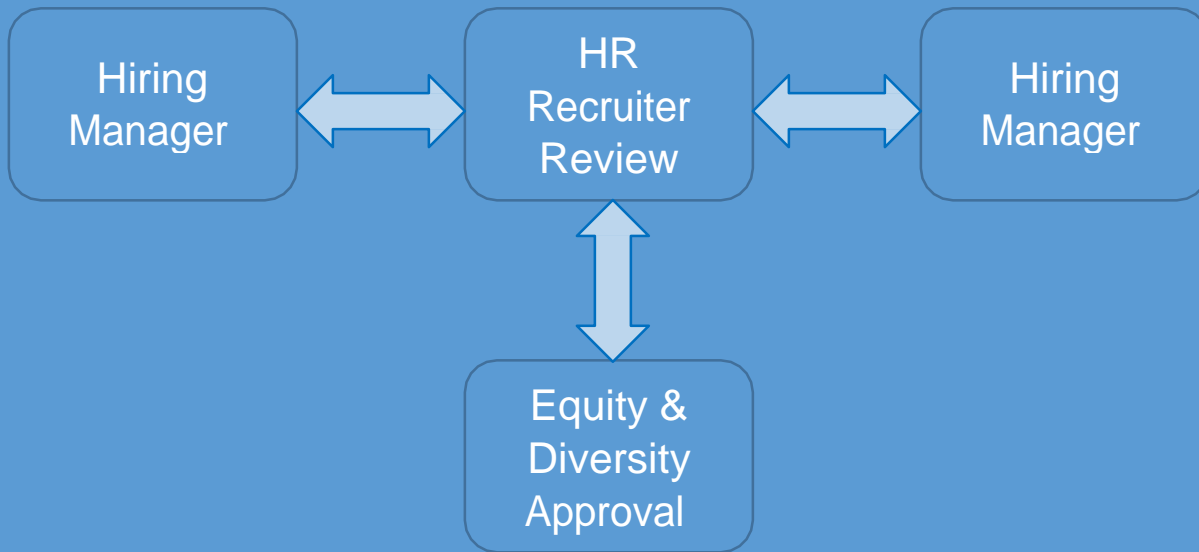 Hiring
Manager
HR
Recruiter
Review
Hiring
Manager
Equity &
Diversity
Approval